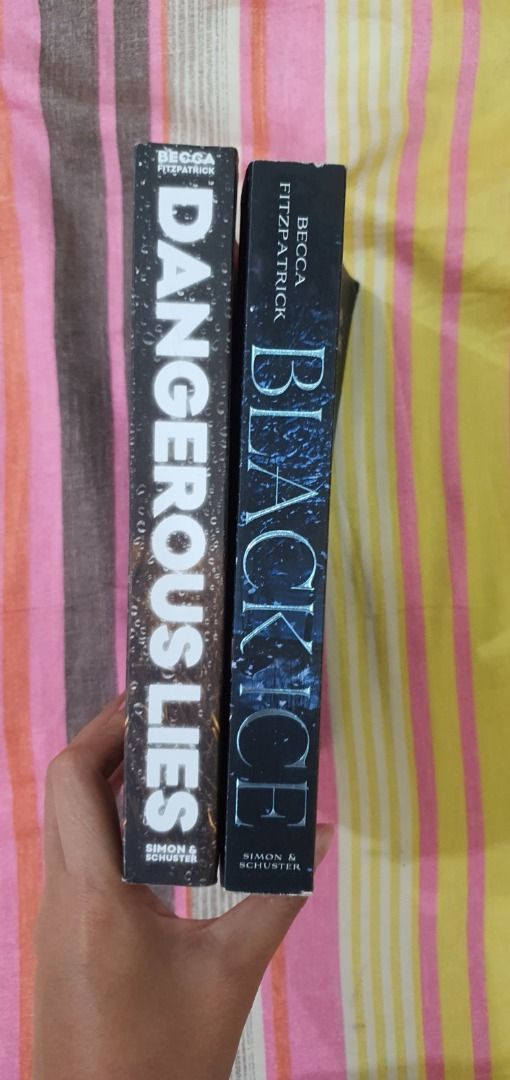 BECCA
FITZPATRICK
DANGEROUS LIES
SIMON &
SCHUSTER
BECCA
FITZPATRICK
BLACK ICE
SIMON &
SCHUSTER